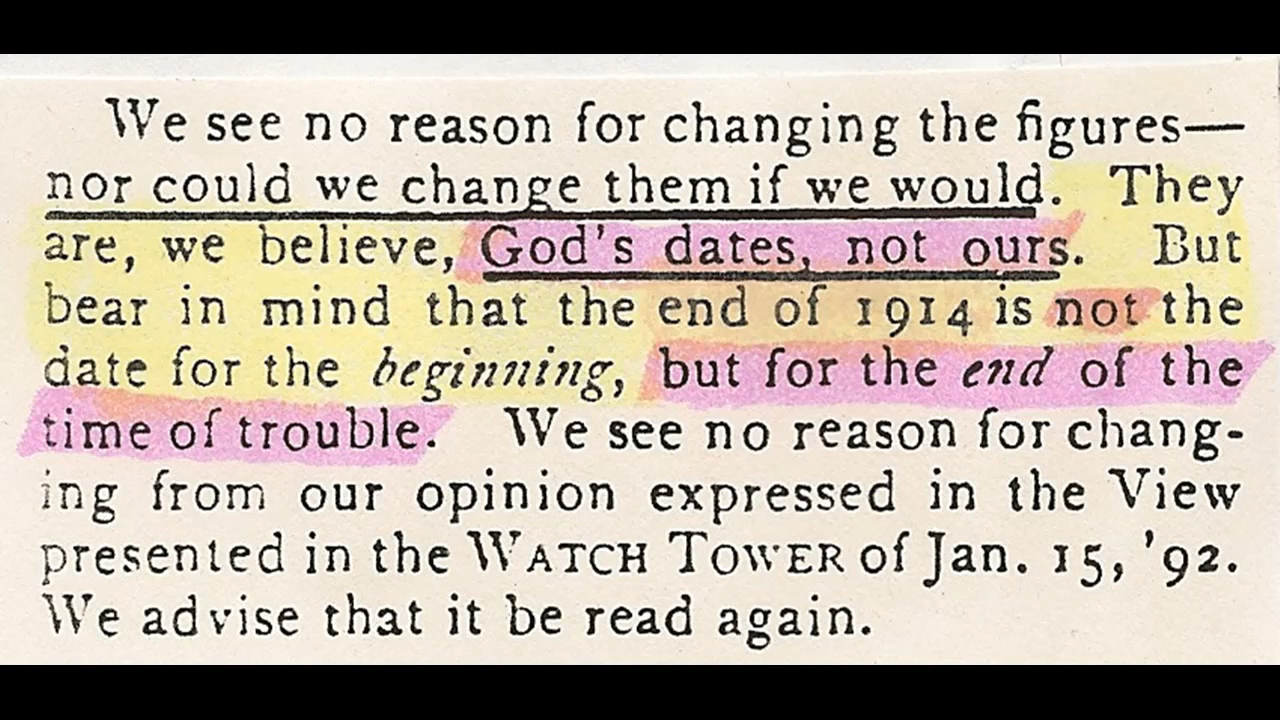 We see no reason for changing the figures—
nor could we change them if we would. They
are, we believe, God's dates, not ours. But
bear in mind that the end of 1914 is not the
date for the beginning, but for the end of the
time of trouble. We see no reason for chang-
ing from our opinion expressed in the View
presented in the WATCH TOWER of Jan. 15, '92.
We advise that it be read again.